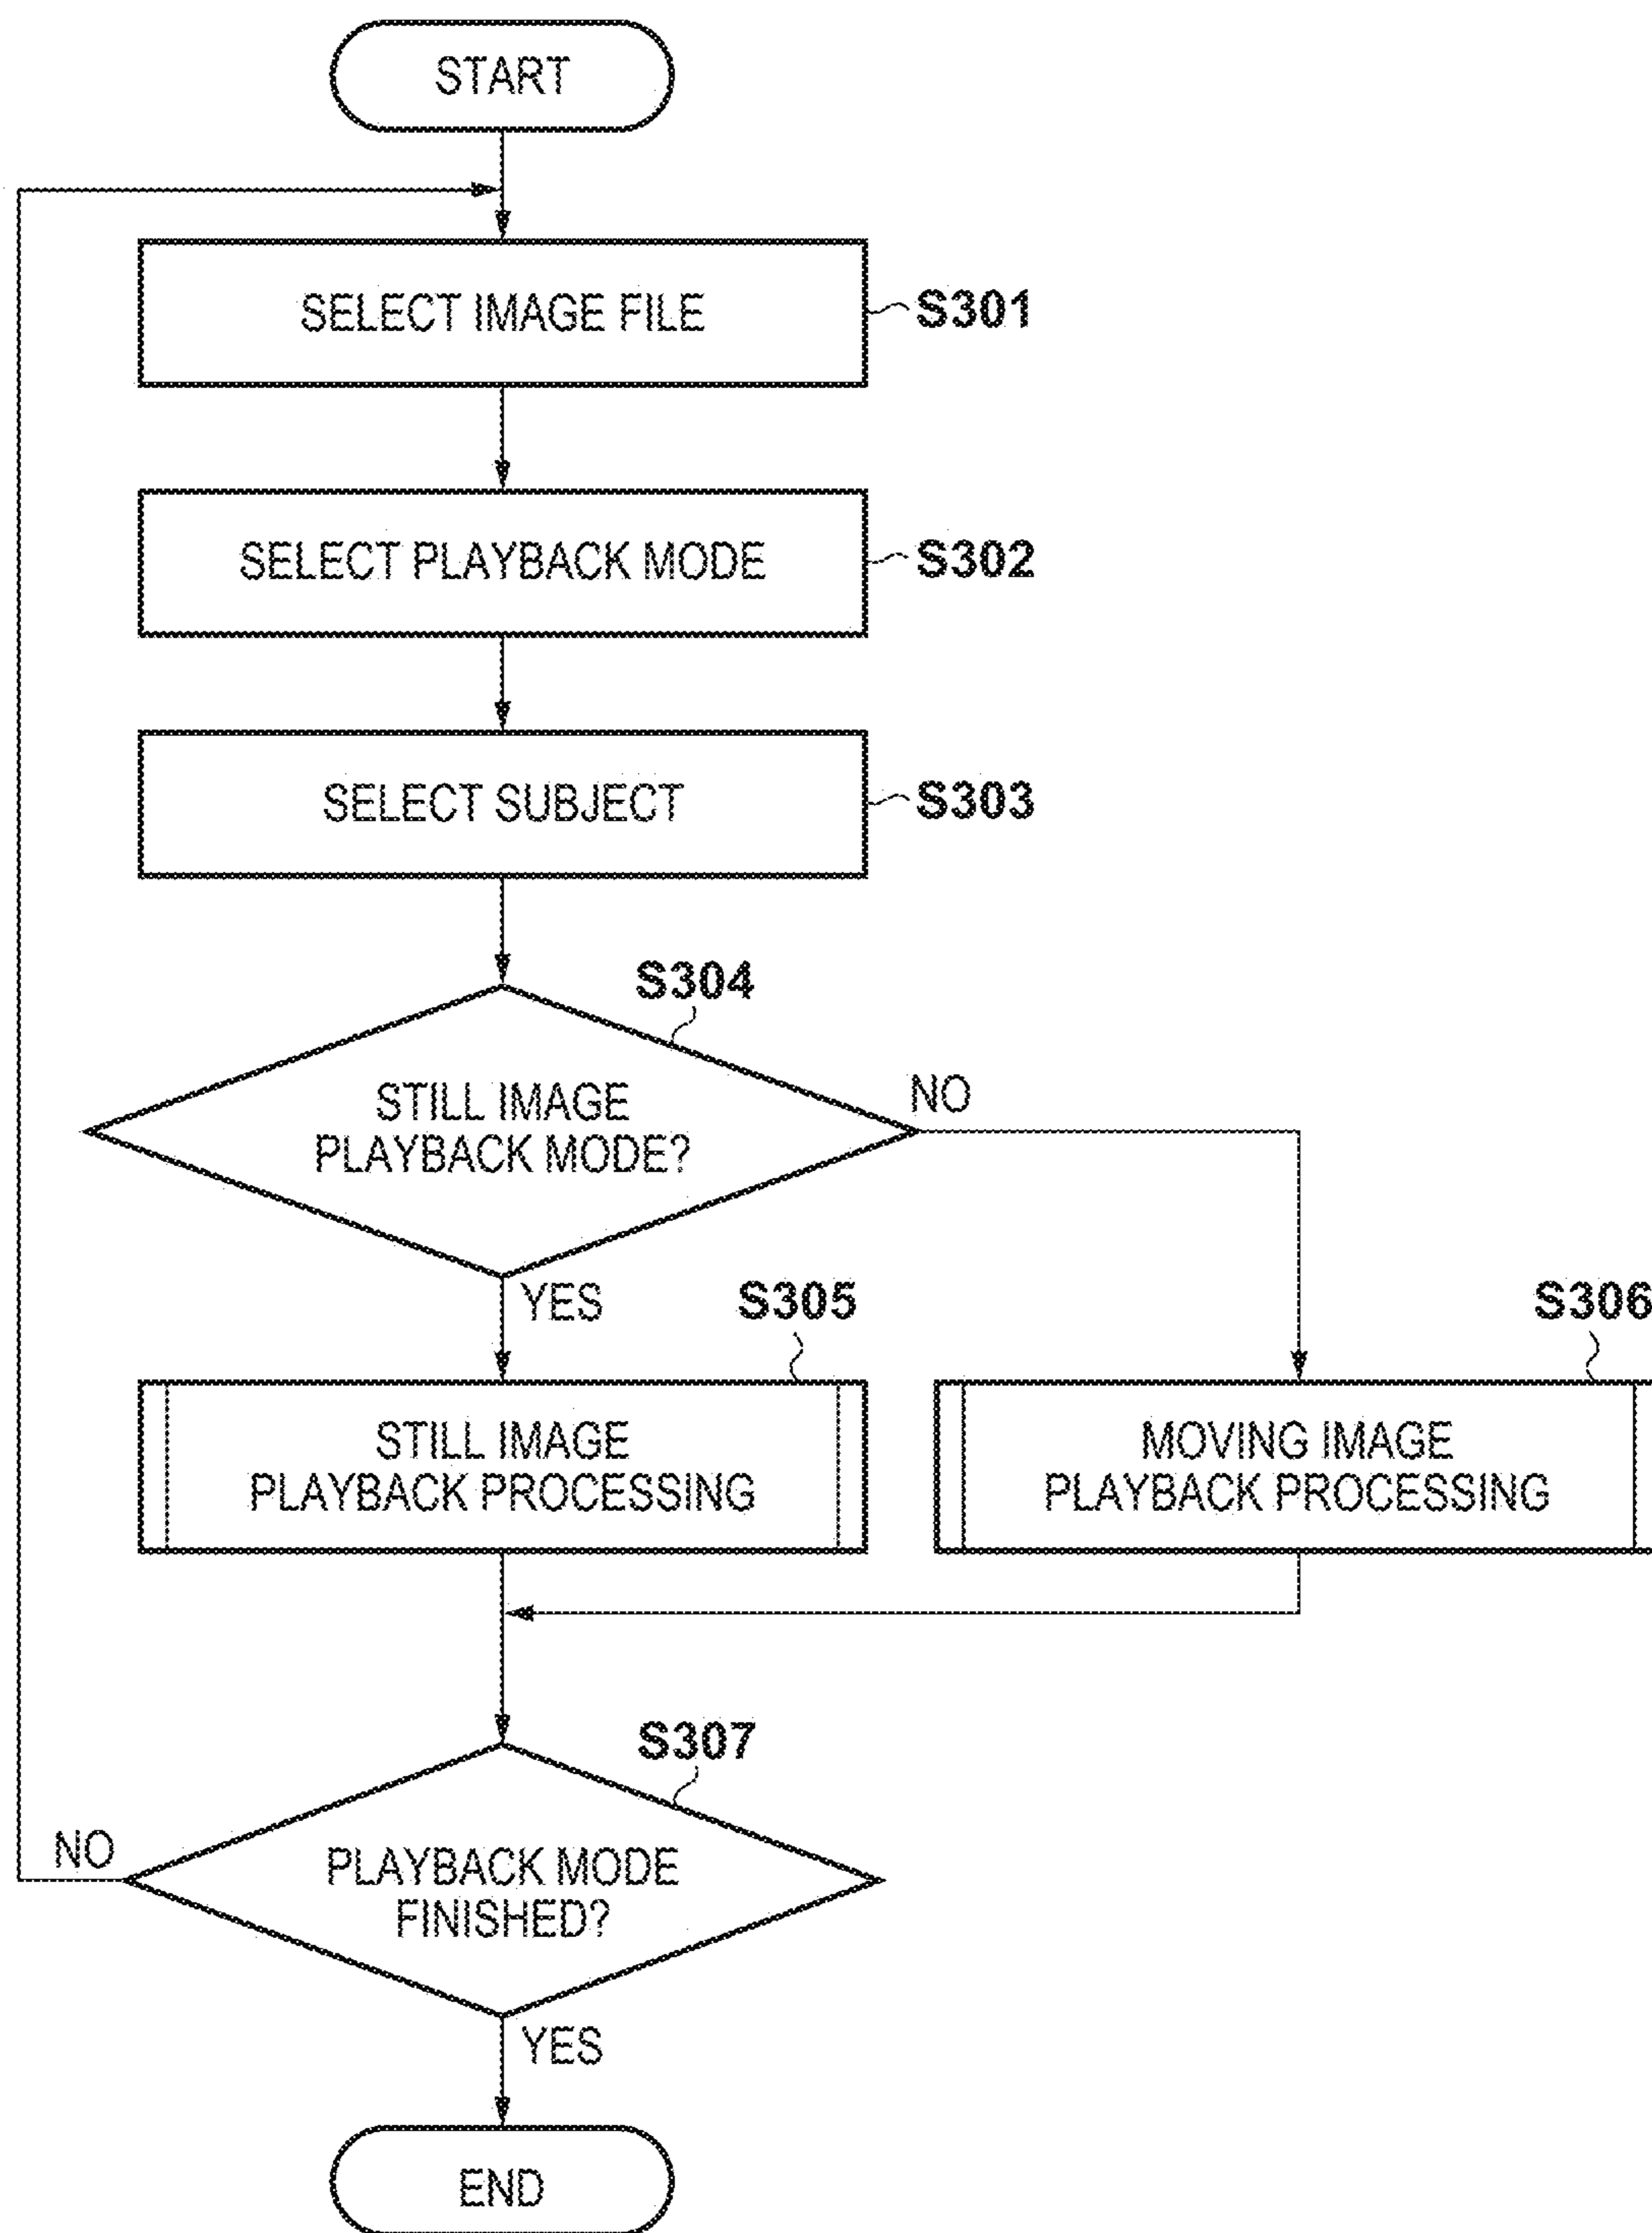 START
SELECT IMAGE FILE
S301
SELECT PLAYBACK MODE
S302
SELECT SUBJECT
S303
S304
STILL IMAGE
PLAYBACK MODE?
NO
YES
S305
S306
STILL IMAGE
PLAYBACK PROCESSING
MOVING IMAGE
PLAYBACK PROCESSING
S307
NO
PLAYBACK MODE
FINISHED?
YES
END